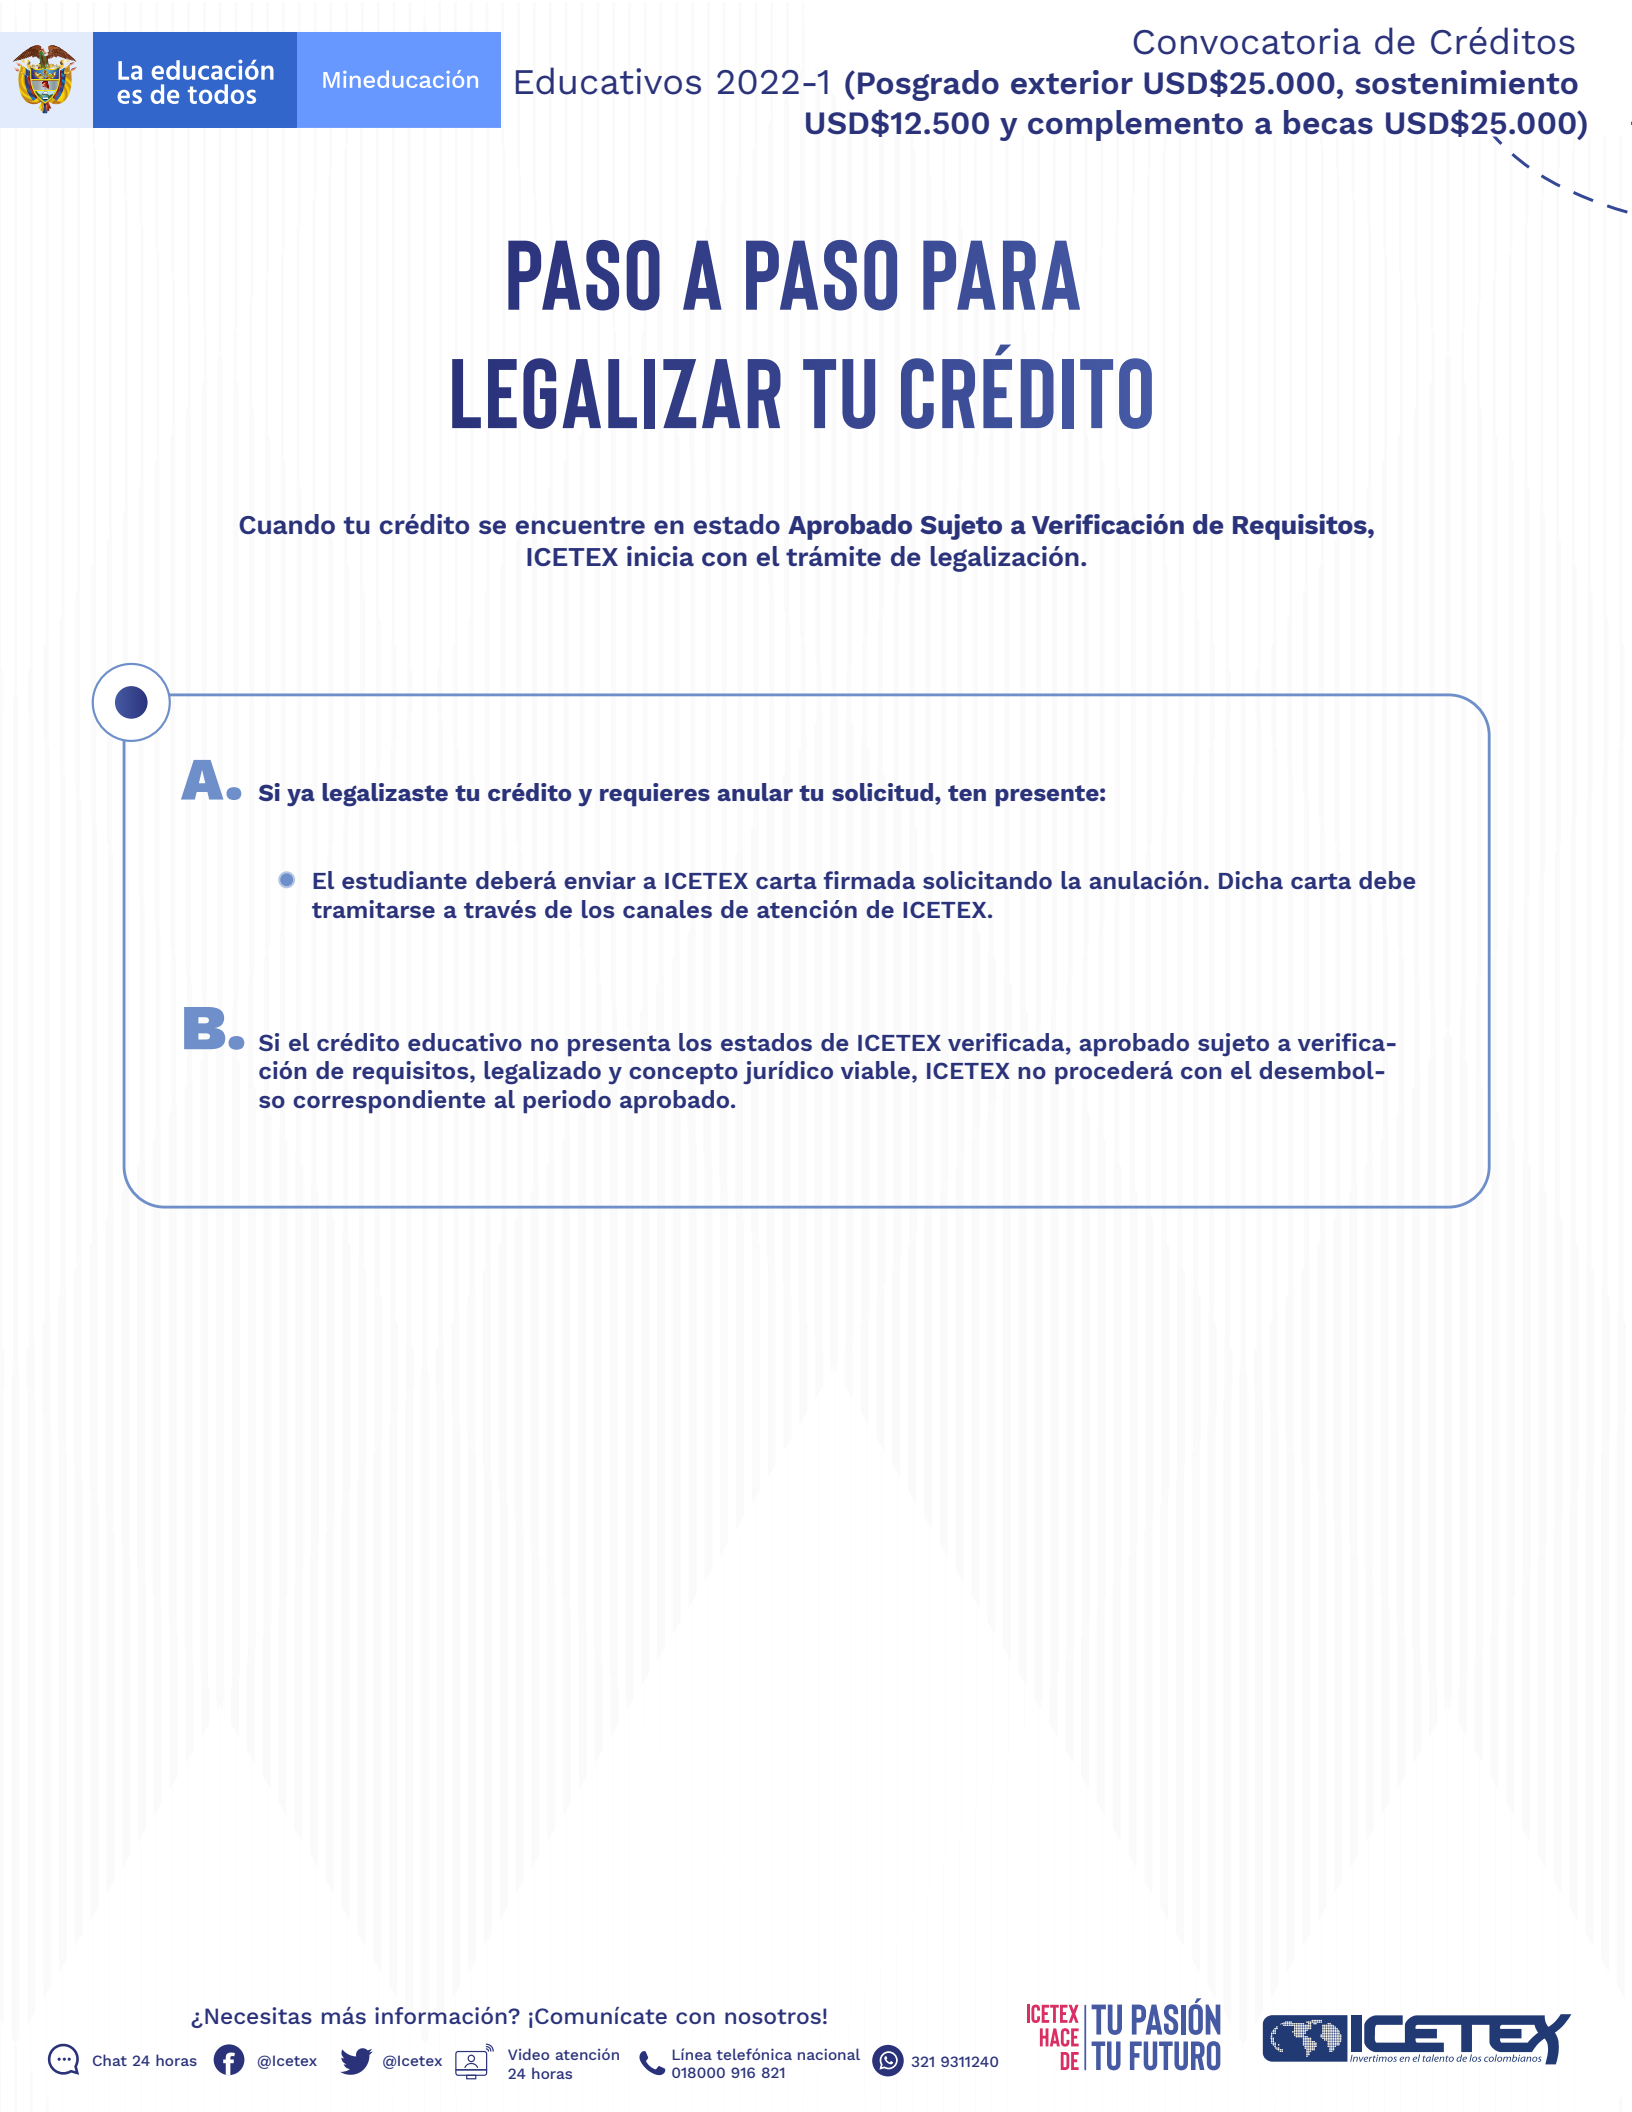 La educación
es de todos
Mineducación
Convocatoria de Créditos
Educativos 2022-1 (Posgrado exterior USD$25.000, sostenimiento
USD$12.500 y complemento a becas USD$25.000)
PASO A PASO PARA
LEGALIZAR TU CRÉDITO
Cuando tu crédito se encuentre en estado Aprobado Sujeto a Verificación de Requisitos,
ICETEX inicia con el trámite de legalización.
A. Si ya legalizaste tu crédito y requieres anular tu solicitud, ten presente:
El estudiante deberá enviar a ICETEX carta firmada solicitando la anulación. Dicha carta debe
tramitarse a través de los canales de atención de ICETEX.
B. Si el crédito educativo no presenta los estados de ICETEX verificada, aprobado sujeto a verifica-
ción de requisitos, legalizado y concepto jurídico viable, ICETEX no procederá con el desembol-
so correspondiente al periodo aprobado.
¿Necesitas más información? ¡Comunícate con nosotros!
Chat 24 horas
@Icetex
@Icetex
Video atención
24 horas
Línea telefónica nacional
018000 916 821
321 9311240
ICETEX
HACE
DE
TU PASIÓN
TU FUTURO
ICETEX
Invertimos en el talento de los colombianos